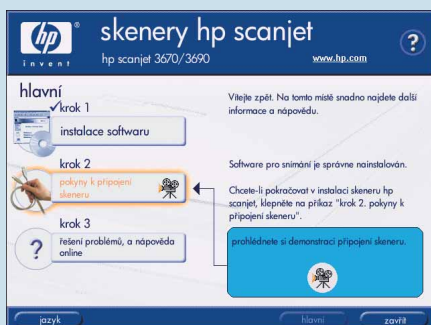 hp
invent
skenery hp scanjet
hp scanjet 3670/3690
www.hp.com
?
hlavní
krok 1
instalace softwaru
krok 2
pokyny k připojení
skeneru
krok 3
?
řešení problémů, a nápověda
online
Vítejte zpět. Na tomto místě snadno najdete další
informace a nápovědu.
Software pro snímání je správne nainstalován.
Chcete-li pokračovat v instalaci skeneru hp
scanjet, klepněte na příkaz "krok 2. pokyny k
připojení skeneru".
prohlédnete si demonstraci připojení skeneru.
jazyk
hlavní
zavřít